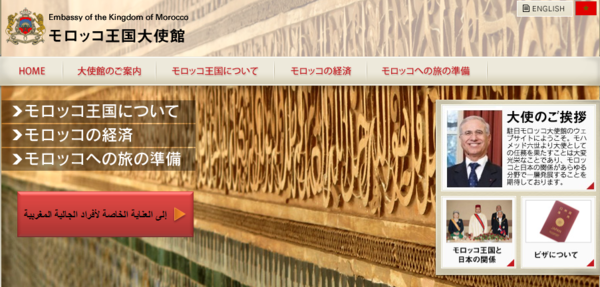 Embassy of the Kingdom of Morocco
モロッコ王国大使館
ENGLISH
HOME
大使館のご案内
モロッコ王国について
モロッコの経済
モロッコへの旅の準備
モロッコ王国について
モロッコの経済
モロッコへの旅の準備
إلى العناية الخاصة لأفراد الجالية المغربية
大使のご挨拶
駐日モロッコ大使館のウェ
ブサイトにようこそ。モハ
メッド六世より大使として
の任務を果たすことは大変
光栄なことであり、モロッ
コと日本の関係があらゆる
分野で一層発展することを
期待しております。
モロッコ王国と
日本の関係
ビザについて